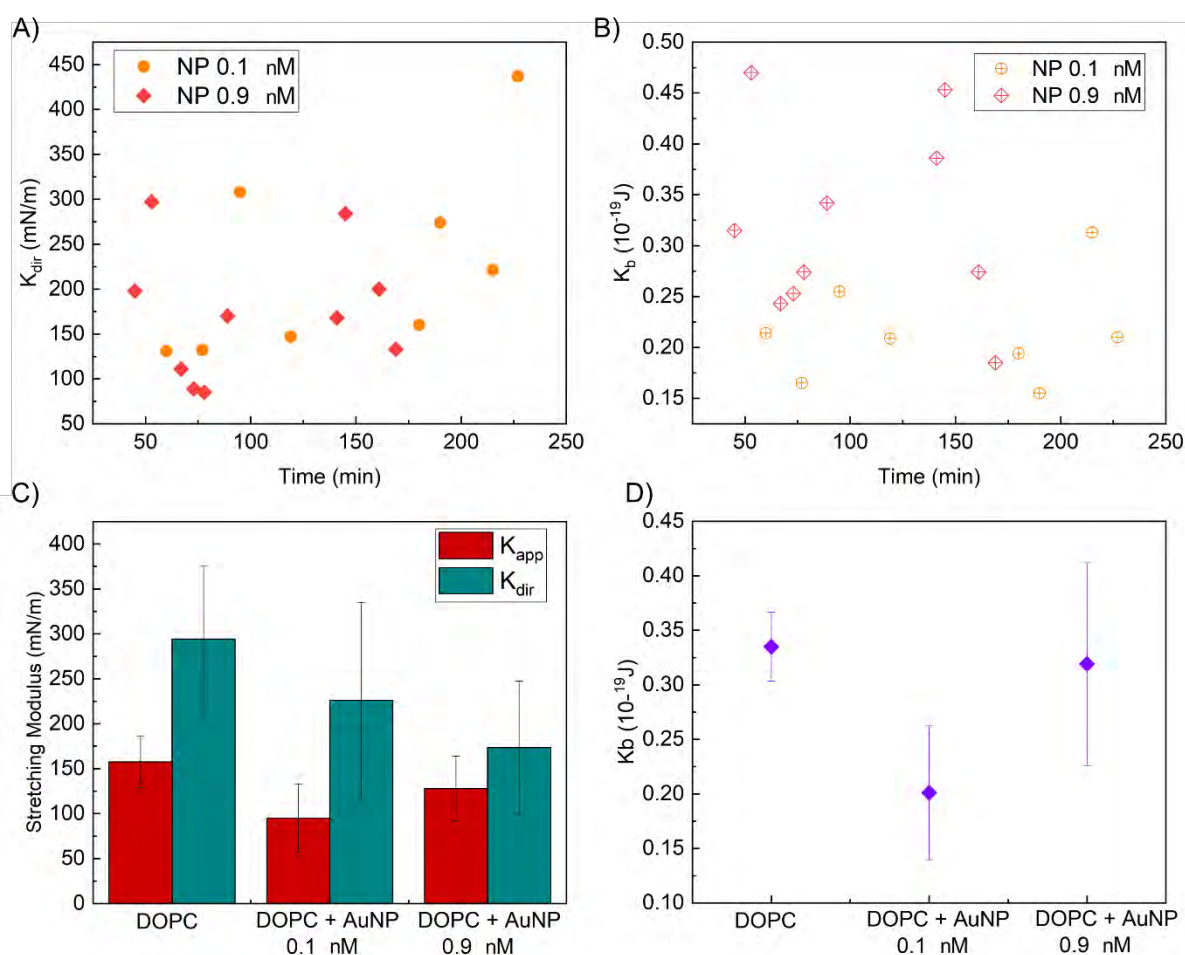 A)
NP 0.1 nM
NP 0.9 nM
450
400
350
300
250
200
150
100
50
K_dir (mN/m)
50 100 150 200 250
Time (min)
B)
NP 0.1 nM
NP 0.9 nM
0.50
0.45
0.40
0.35
0.30
0.25
0.20
0.15
K_b (10^-19 J)
50 100 150 200 250
Time (min)
C)
K_app
K_dir
400
350
300
250
200
150
100
50
0
Stretching Modulus (mN/m)
DOPC DOPC + AuNP DOPC + AuNP
0.1 nM 0.9 nM
D)
0.45
0.40
0.35
0.30
0.25
0.20
0.15
0.10
Kb (10-^19 J)
DOPC DOPC + AuNP DOPC + AuNP
0.1 nM 0.9 nM